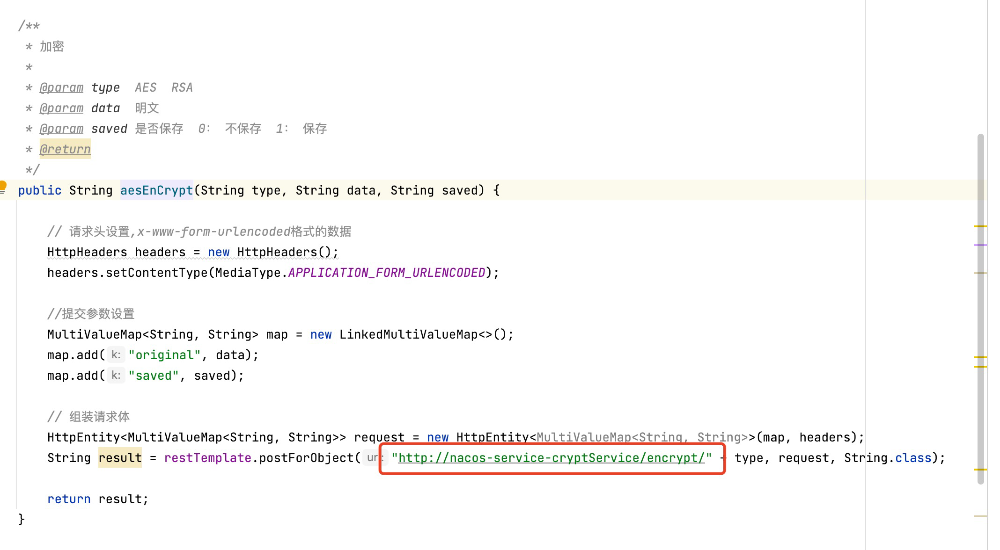 /**
* 加密
*
* @param type  AES  RSA
* @param data  明文
* @param saved 是否保存  0:  不保存  1:  保存
* @return
*/
public String aesEnCrypt(String type, String data, String saved) {
// 请求头设置,x-www-form-urlencoded格式的数据
HttpHeaders headers = new HttpHeaders();
headers.setContentType(MediaType.APPLICATION_FORM_URLENCODED);
//提交参数设置
MultiValueMap<String, String> map = new LinkedMultiValueMap<>();
map.add( k: "original", data);
map.add( k: "saved", saved);
// 组装请求体
HttpEntity<MultiValueMap<String, String>> request = new HttpEntity<MultiValueMap<String, String>>(map, headers);
String result = restTemplate.postForObject( url: "http://nacos-service-cryptService/encrypt/" + type, request, String.class);
return result;
}